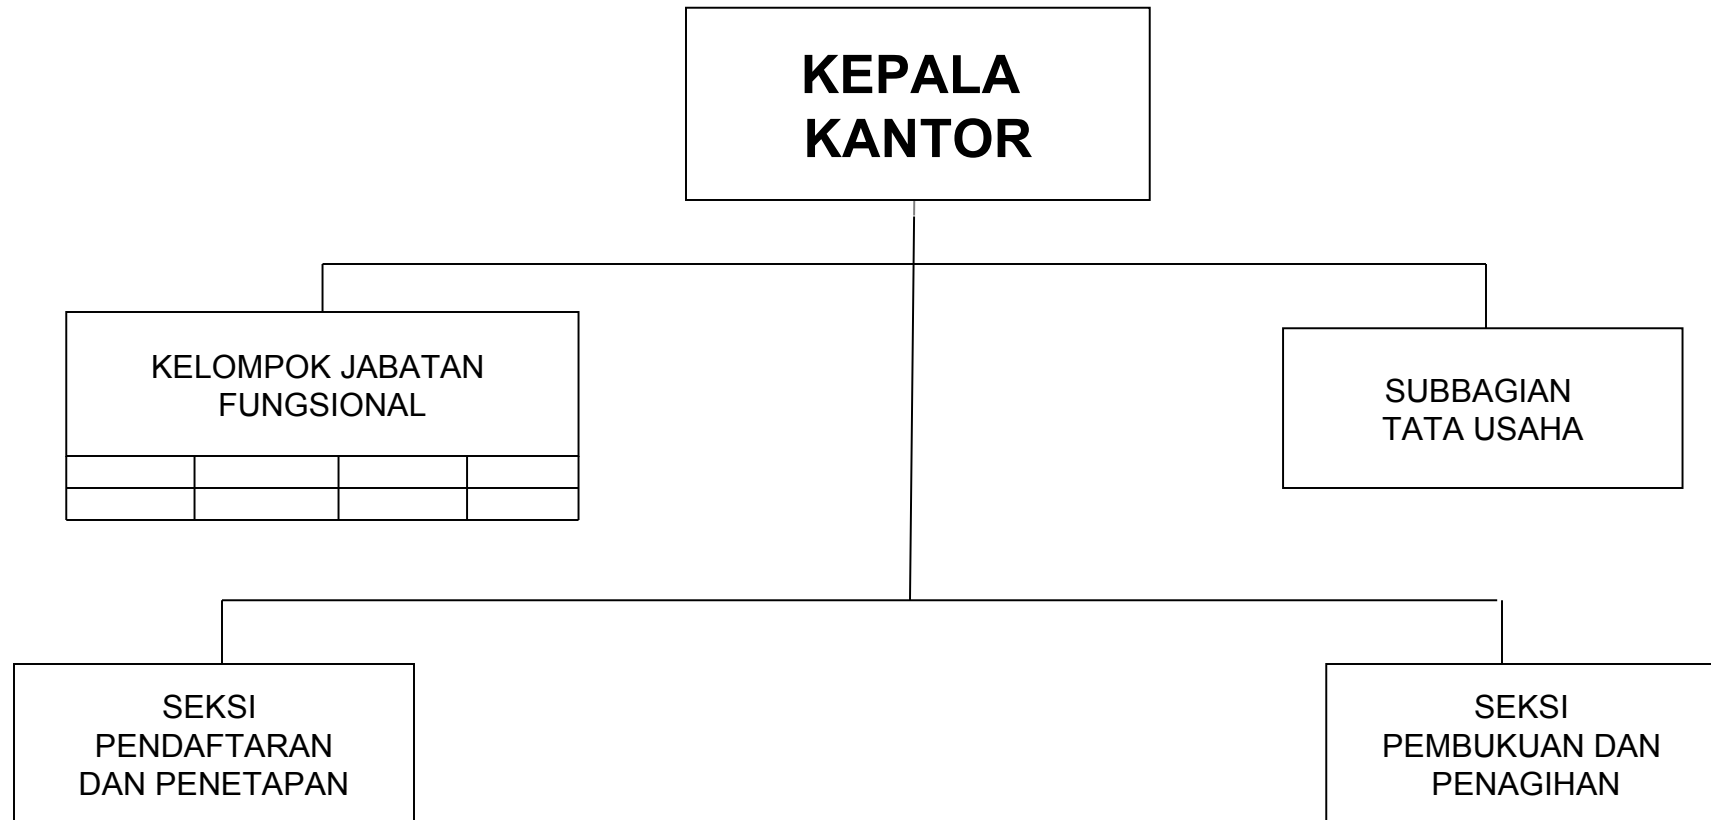 KEPALA
KANTOR
KELOMPOK JABATAN
FUNGSIONAL
SUBBAGIAN
TATA USAHA
SEKSI
PENDAFTARAN
DAN PENETAPAN
SEKSI
PEMBUKUAN DAN
PENAGIHAN